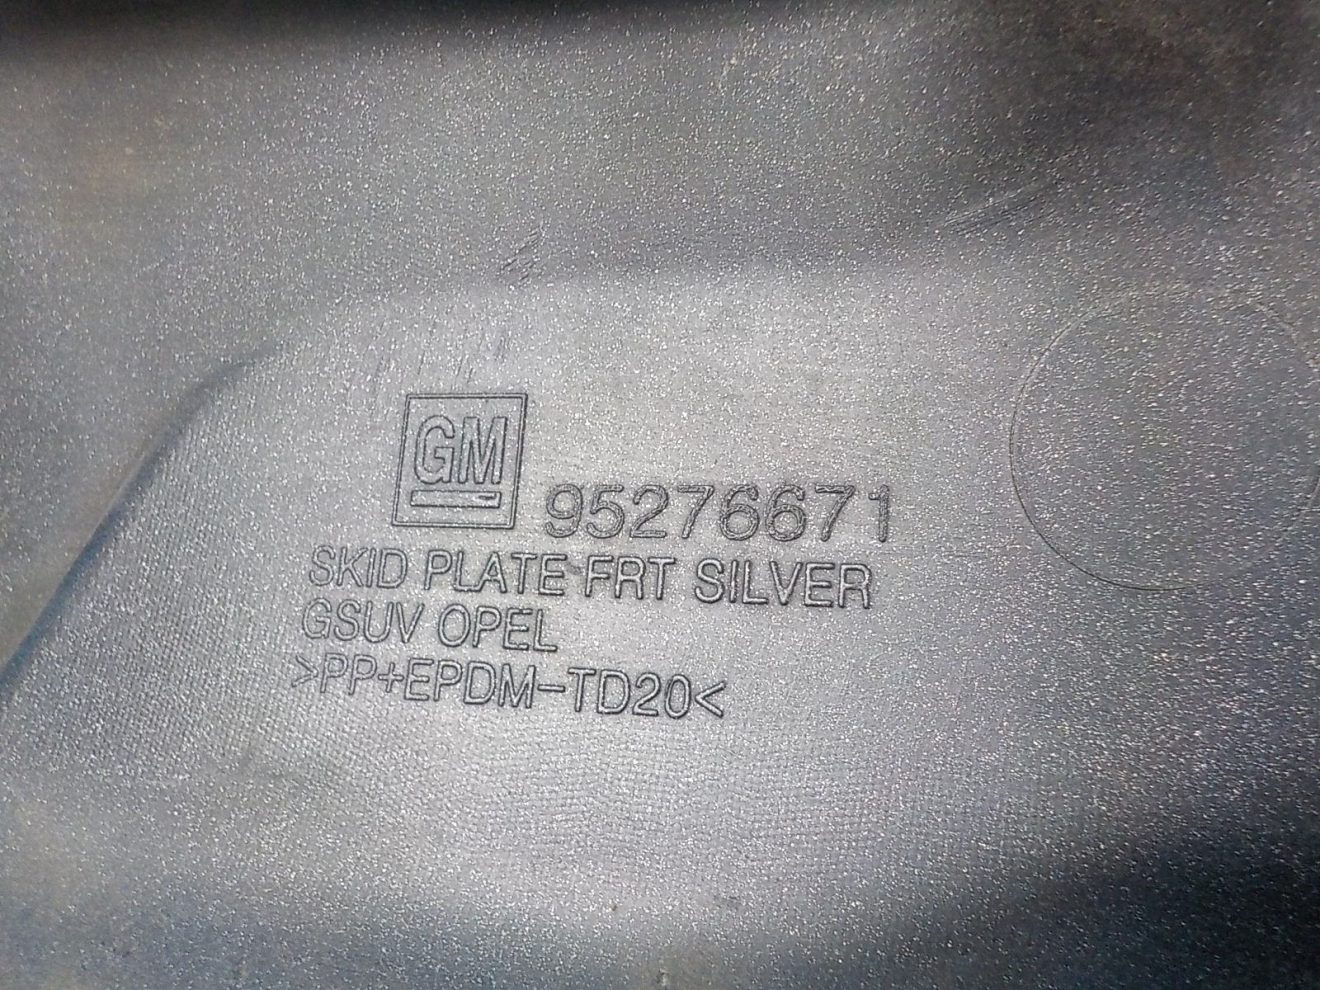 GM
95276671
SKID PLATE FRT SILVER
GSUV OPEL
>PP+EPDM-TD20<